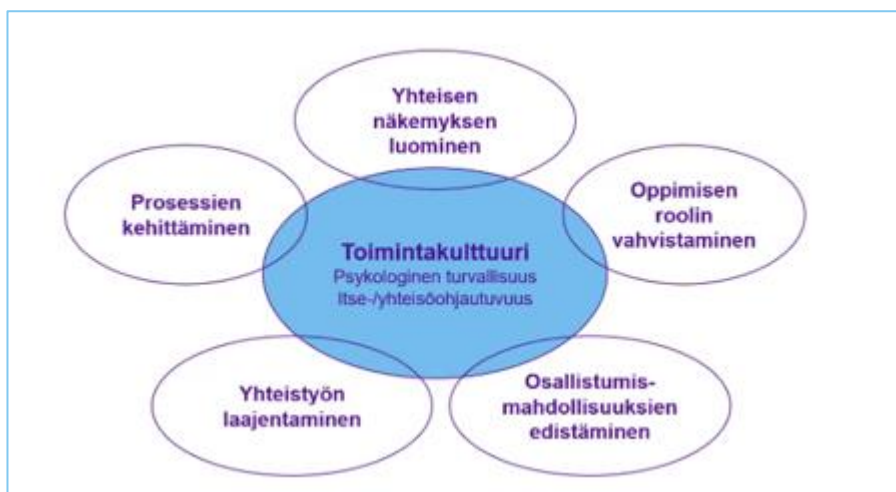 Yhteisen
näkemyksen
luominen
Prosessien
kehittäminen
Oppimisen
roolin
vahvistaminen
Toimintakulttuuri
Psykologinen turvallisuus
Itse-/yhteisöohjautuvuus
Yhteistyön
laajentaminen
Osallistumis-
mahdollisuuksien
edistäminen